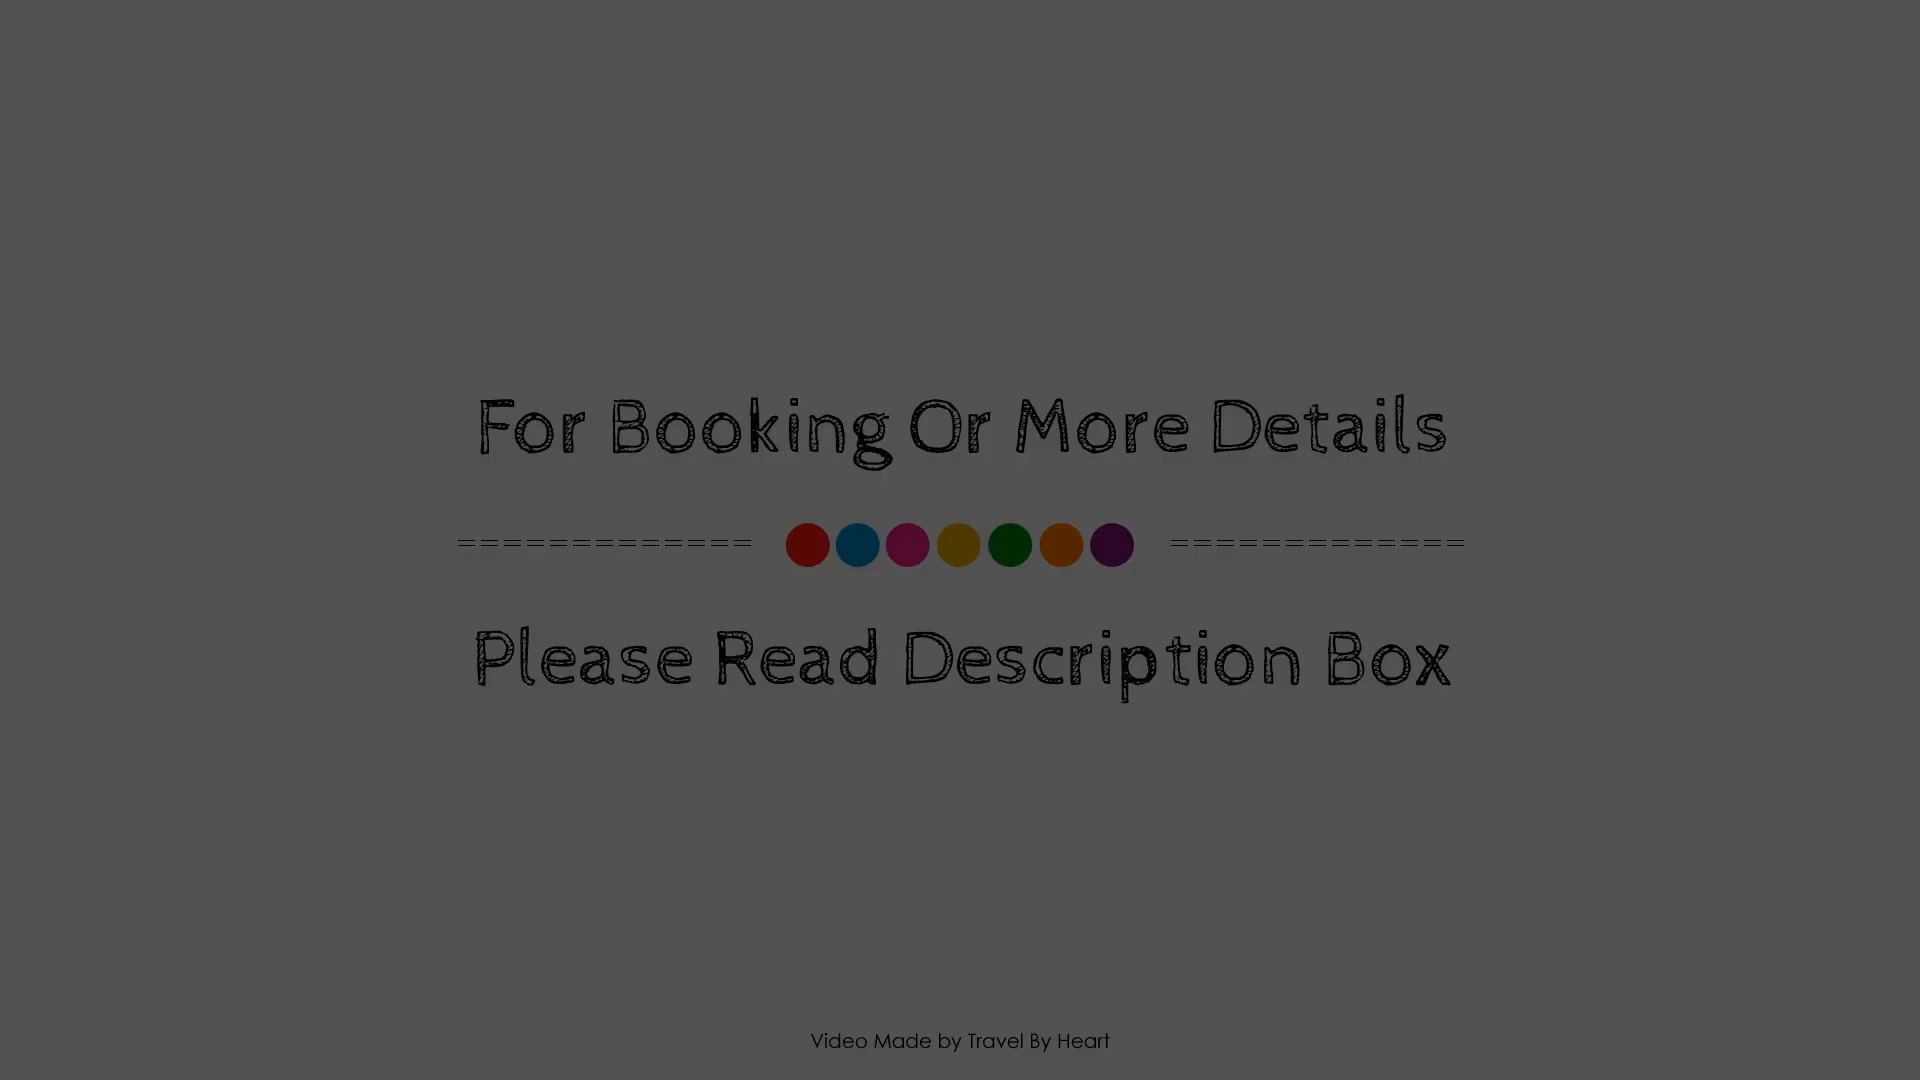 For Booking Or More Details
============= =============
Please Read Description Box
Video Made by Travel By Heart